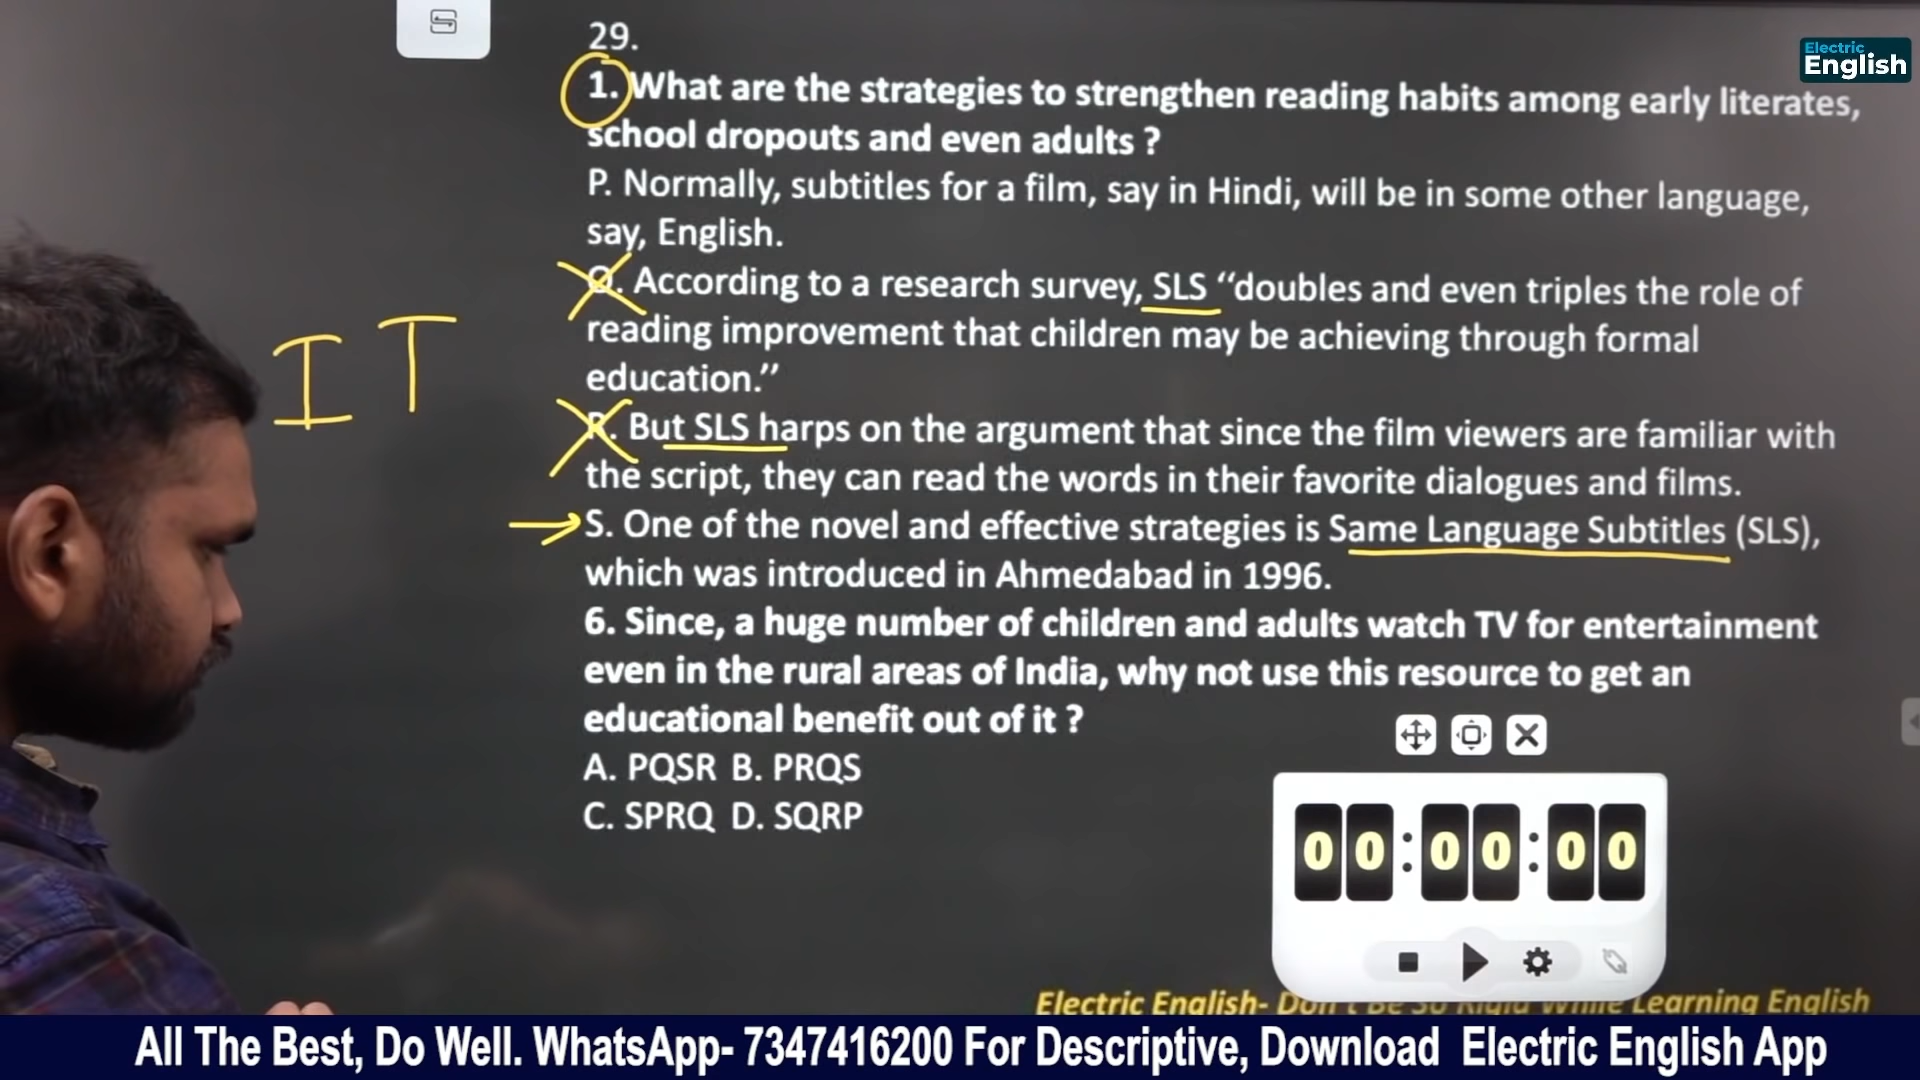 29.
1. What are the strategies to strengthen reading habits among early literates,
school dropouts and even adults ?
P. Normally, subtitles for a film, say in Hindi, will be in some other language,
say, English.
Q. According to a research survey, SLS “doubles and even triples the role of
reading improvement that children may be achieving through formal
education.”
R. But SLS harps on the argument that since the film viewers are familiar with
the script, they can read the words in their favorite dialogues and films.
S. One of the novel and effective strategies is Same Language Subtitles (SLS),
which was introduced in Ahmedabad in 1996.
6. Since, a huge number of children and adults watch TV for entertainment
even in the rural areas of India, why not use this resource to get an
educational benefit out of it ?
A. PQSR B. PRQS
C. SPRQ D. SQRP
IT
Electric
English
00:00:00
Electric English- Don't Be So Rigid While Learning English
All The Best, Do Well. WhatsApp- 7347416200 For Descriptive, Download Electric English App